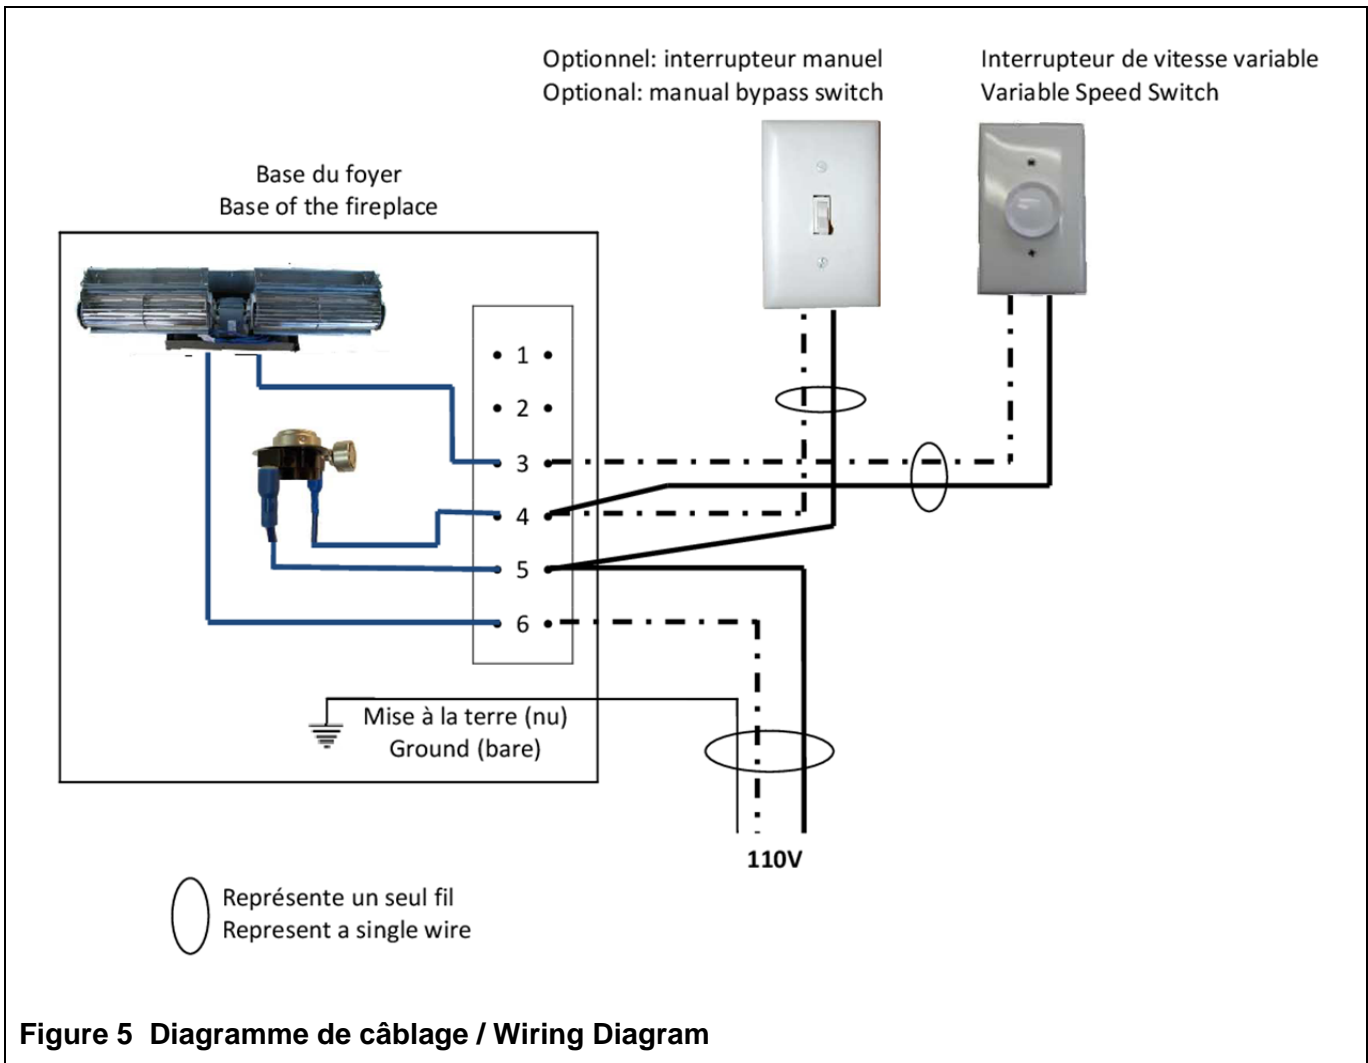 Optionnel: interrupteur manuel
Optional: manual bypass switch
Interrupteur de vitesse variable
Variable Speed Switch
Base du foyer
Base of the fireplace
1
2
3
4
5
6
Mise à la terre (nu)
Ground (bare)
110V
Représente un seul fil
Represent a single wire
Figure 5 Diagramme de câblage / Wiring Diagram